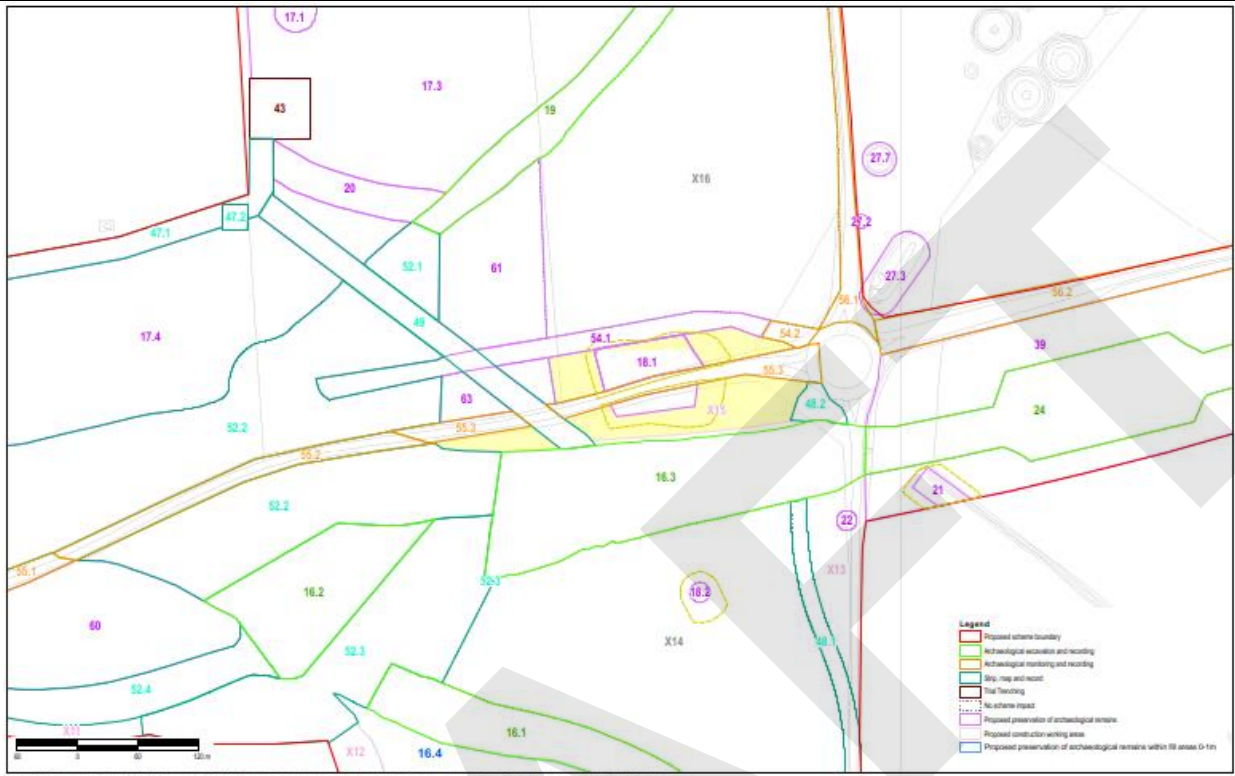 17.1
43
17.3
19
20
X16
27.7
47.2
47.1
27.2
52.1
61
27.3
56.1
56.2
49
17.4
54.1
54.2
39
18.1
55.3
63
X15
48.2
24
52.2
55.3
55.2
16.3
21
52.2
22
55.1
X13
52.3
16.2
18.2
60
X14
48.1
52.3
52.4
X11
X12
16.1
16.4
60 0 60 120 m
Legend
Proposed scheme boundary
Archaeological excavation and recording
Archaeological monitoring and recording
Strip, map and record
Trial Trenching
No scheme impact
Proposed preservation of archaeological remains
Proposed construction working areas
Proposed preservation of archaeological remains within fill areas 0-1m